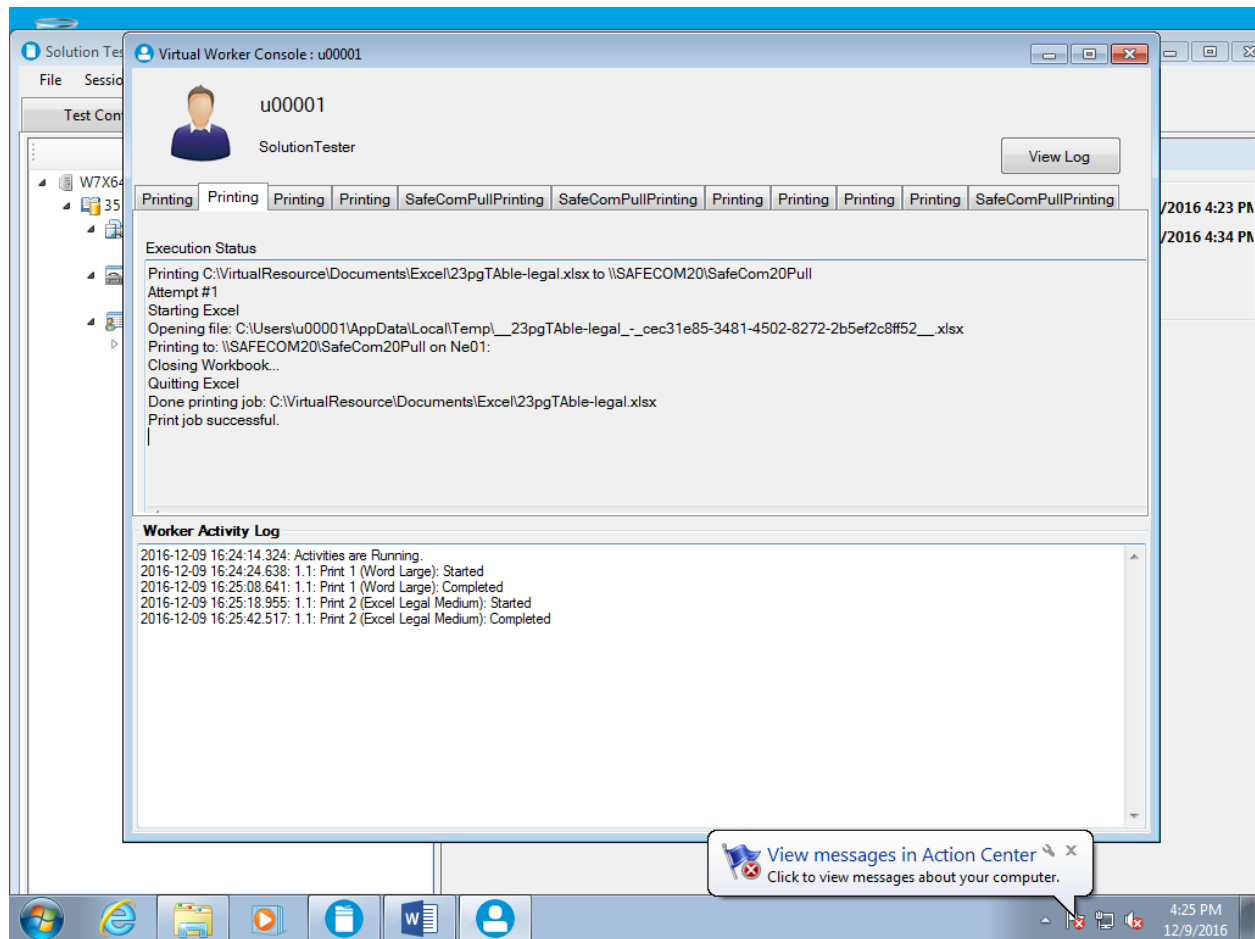 Solution Tes
Virtual Worker Console : u00001
File Sessio
Test Con
u00001
SolutionTester
View Log
W7X64
35
Printing Printing Printing Printing SafeComPullPrinting SafeComPullPrinting Printing Printing Printing Printing SafeComPullPrinting
/2016 4:23 PM
/2016 4:34 PM
Execution Status
Printing C:\VirtualResource\Documents\Excel\23pgTAble-legal.xlsx to \\SAFECOM20\SafeCom20Pull
Attempt #1
Starting Excel
Opening file: C:\Users\u00001\AppData\Local\Temp\__23pgTAble-legal_-_cec31e85-3481-4502-8272-2b5ef2c8ff52__.xlsx
Printing to: \\SAFECOM20\SafeCom20Pull on Ne01:
Closing Workbook...
Quitting Excel
Done printing job: C:\VirtualResource\Documents\Excel\23pgTAble-legal.xlsx
Print job successful.
Worker Activity Log
2016-12-09 16:24:14.324: Activities are Running.
2016-12-09 16:24:24.638: 1.1: Print 1 (Word Large): Started
2016-12-09 16:25:08.641: 1.1: Print 1 (Word Large): Completed
2016-12-09 16:25:18.955: 1.1: Print 2 (Excel Legal Medium): Started
2016-12-09 16:25:42.517: 1.1: Print 2 (Excel Legal Medium): Completed
View messages in Action Center
Click to view messages about your computer.
4:25 PM
12/9/2016